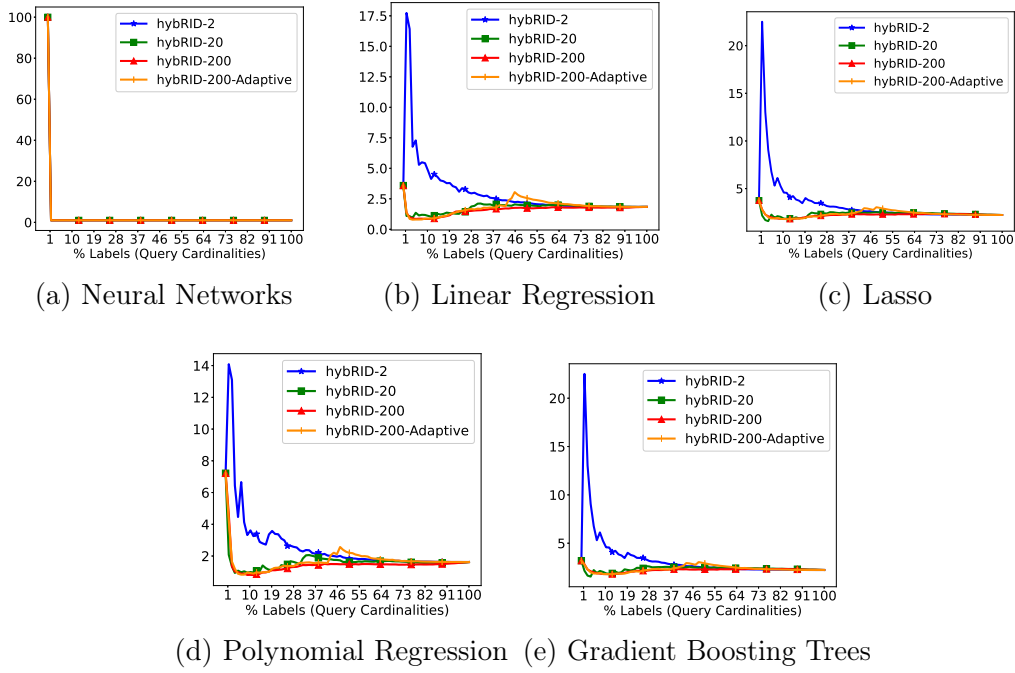 100
80
60
40
20
0
hybRID-2
hybRID-20
hybRID-200
hybRID-200-Adaptive
1 10 19 28 37 46 55 64 73 82 91 100
% Labels (Query Cardinalities)
(a) Neural Networks
17.5
15.0
12.5
10.0
7.5
5.0
2.5
0.0
hybRID-2
hybRID-20
hybRID-200
hybRID-200-Adaptive
1 10 19 28 37 46 55 64 73 82 91 100
% Labels (Query Cardinalities)
(b) Linear Regression
20
15
10
5
hybRID-2
hybRID-20
hybRID-200
hybRID-200-Adaptive
1 10 19 28 37 46 55 64 73 82 91 100
% Labels (Query Cardinalities)
(c) Lasso
14
12
10
8
6
4
2
hybRID-2
hybRID-20
hybRID-200
hybRID-200-Adaptive
1 10 19 28 37 46 55 64 73 82 91 100
% Labels (Query Cardinalities)
(d) Polynomial Regression
20
15
10
5
hybRID-2
hybRID-20
hybRID-200
hybRID-200-Adaptive
1 10 19 28 37 46 55 64 73 82 91 100
% Labels (Query Cardinalities)
(e) Gradient Boosting Trees